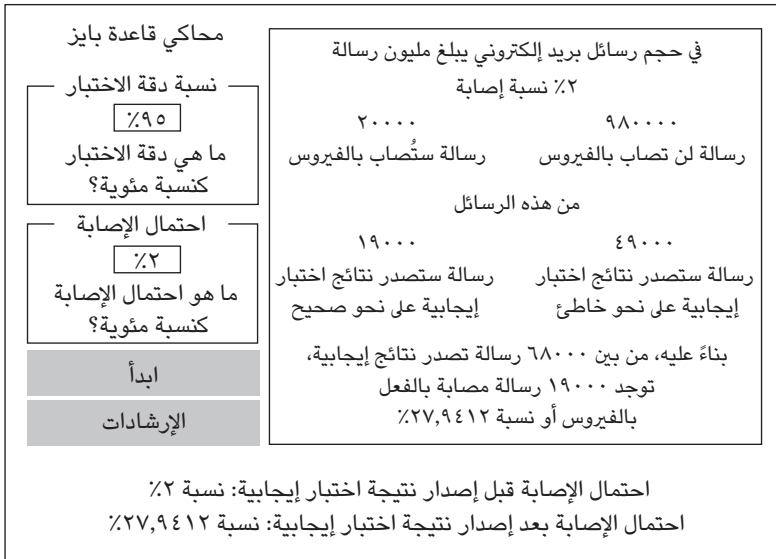 محاكي قاعدة بايز
نسبة دقة الاختبار
٩٥٪
ما هي دقة الاختبار
كنسبة مئوية؟
احتمال الإصابة
٢٪
ما هو احتمال الإصابة
كنسبة مئوية؟
ابدأ
الإرشادات
في حجم رسائل بريد إلكتروني يبلغ مليون رسالة
٢٪ نسبة إصابة
٩٨٠٠٠٠ ٢٠٠٠٠
رسالة لن تصاب بالفيروس رسالة ستُصاب بالفيروس
من هذه الرسائل
٤٩٠٠٠ ١٩٠٠٠
رسالة ستصدر نتائج اختبار رسالة ستصدر نتائج اختبار
إيجابية على نحو خاطئ إيجابية على نحو صحيح
بناءً عليه، من بين ٦٨٠٠٠ رسالة تصدر نتائج إيجابية،
توجد ١٩٠٠٠ رسالة مصابة بالفعل
بالفيروس أو نسبة ٢٧,٩٤١٢٪
احتمال الإصابة قبل إصدار نتيجة اختبار إيجابية: نسبة ٢٪
احتمال الإصابة بعد إصدار نتيجة اختبار إيجابية: نسبة ٢٧,٩٤١٢٪